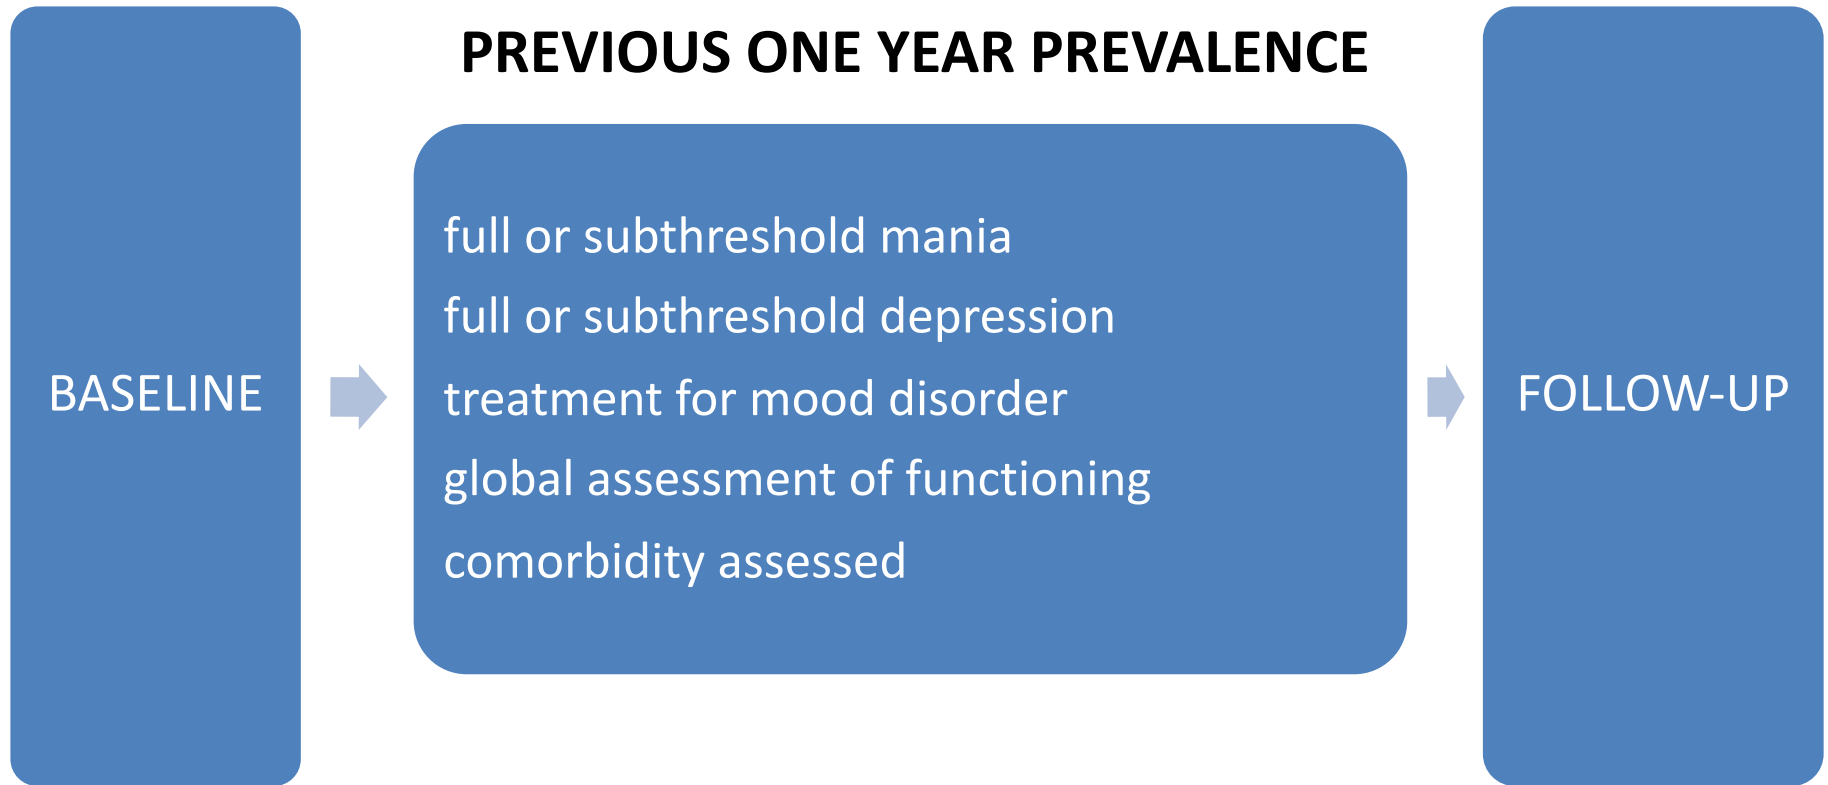 PREVIOUS ONE YEAR PREVALENCE
BASELINE
full or subthreshold mania
full or subthreshold depression
treatment for mood disorder
global assessment of functioning
comorbidity assessed
FOLLOW-UP